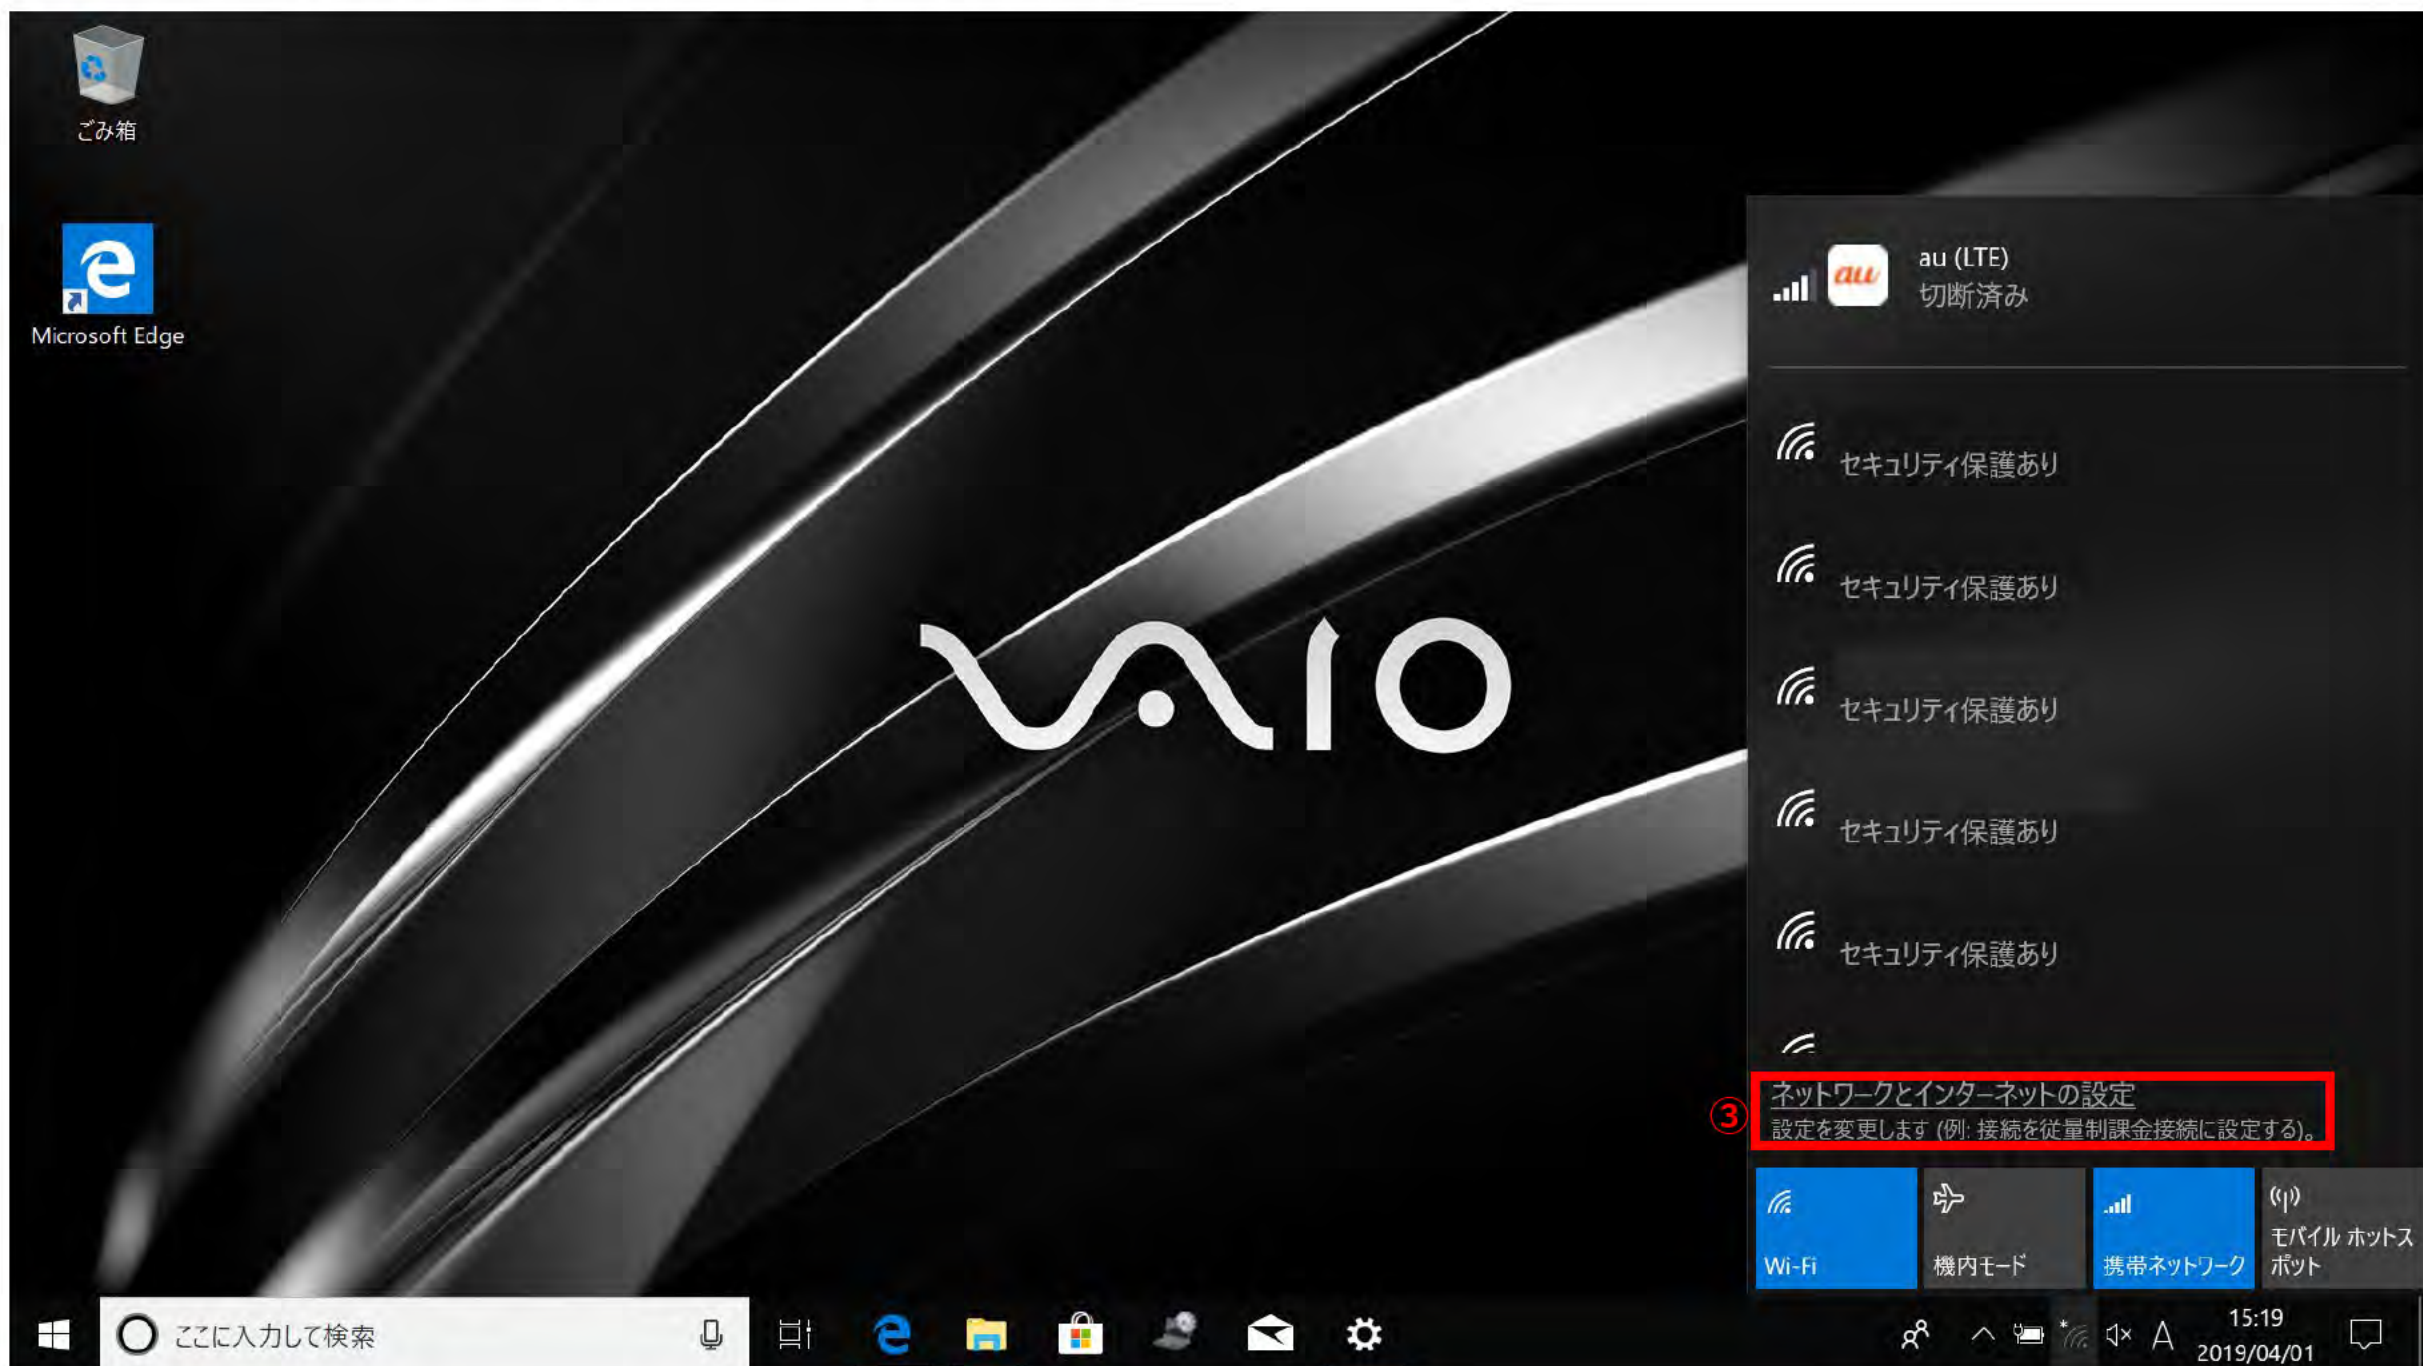 ごみ箱
Microsoft Edge
VAIO
au
au (LTE)
切断済み
セキュリティ保護あり
セキュリティ保護あり
セキュリティ保護あり
セキュリティ保護あり
セキュリティ保護あり
③
ネットワークとインターネットの設定
設定を変更します (例: 接続を従量制課金接続に設定する)。
Wi-Fi
機内モード
携帯ネットワーク
モバイル ホットス
ポット
ここに入力して検索
A
15:19
2019/04/01